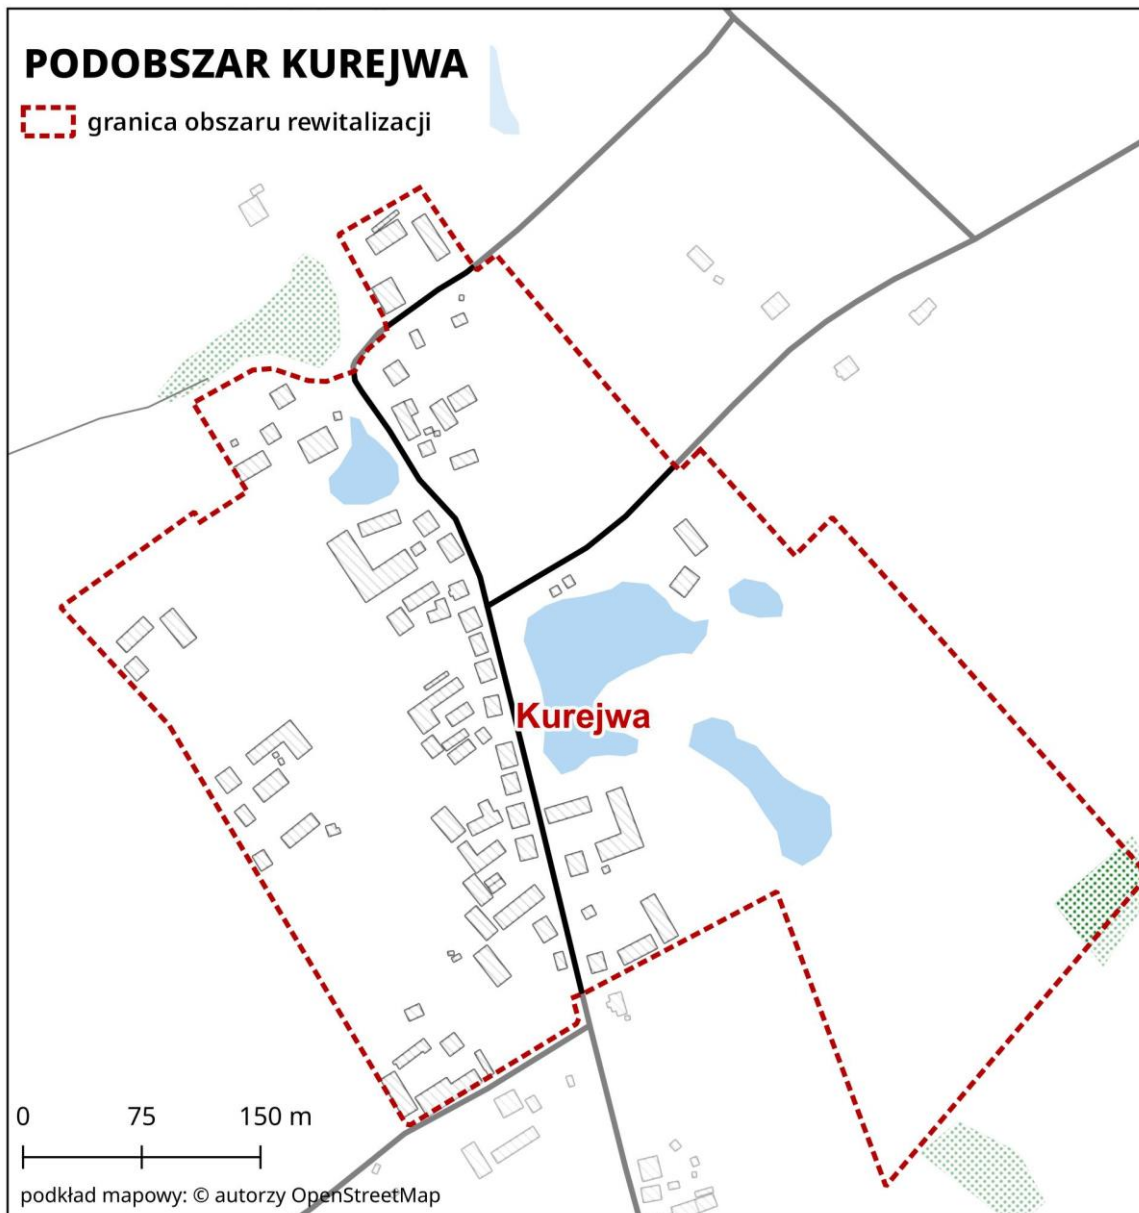 PODOBSZAR KUREJWA
granica obszaru rewitalizacji
Kurejwa
0 75 150 m
podkład mapowy: © autorzy OpenStreetMap